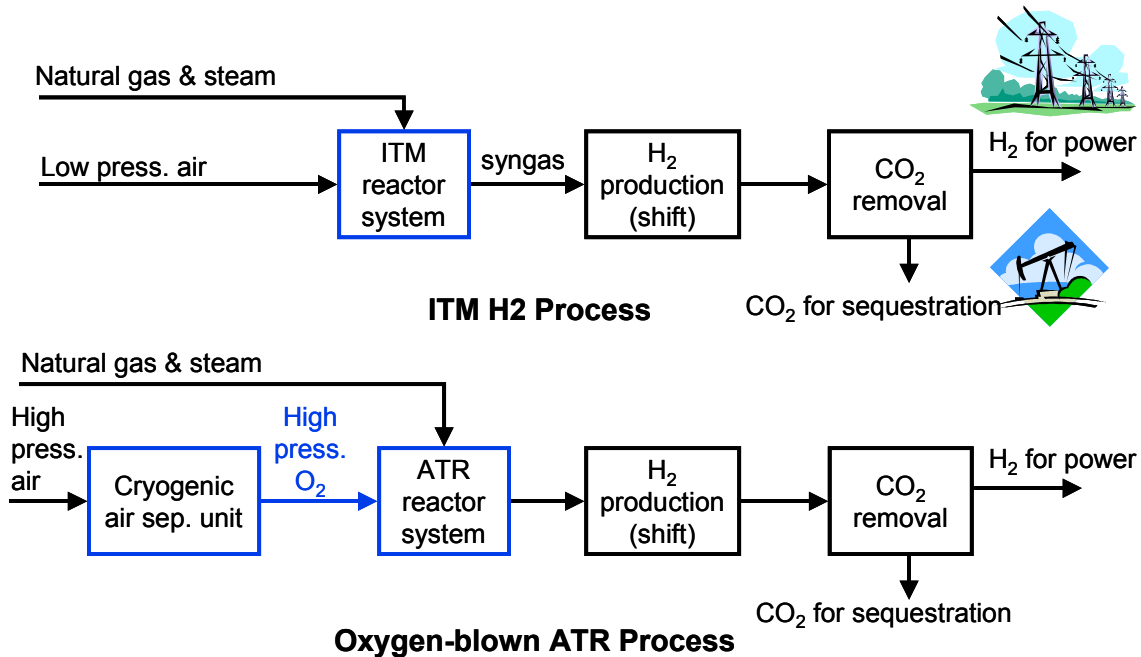 Natural gas & steam
Low press. air
ITM
reactor
system
syngas
H₂
production
(shift)
CO₂
removal
H₂ for power
CO₂ for sequestration
ITM H2 Process
Natural gas & steam
High
press.
air
Cryogenic
air sep. unit
High
press.
O₂
ATR
reactor
system
H₂
production
(shift)
CO₂
removal
H₂ for power
CO₂ for sequestration
Oxygen-blown ATR Process